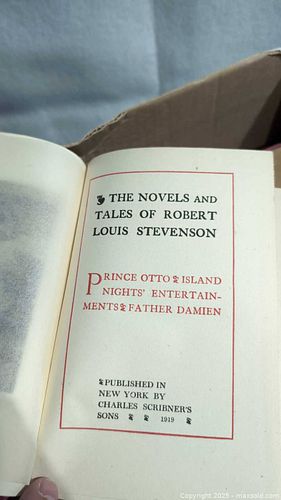 ❦ THE NOVELS AND
TALES OF ROBERT
LOUIS STEVENSON
PRINCE OTTO ❦ ISLAND
NIGHTS' ENTERTAIN-
MENTS ❦ FATHER DAMIEN
❦ PUBLISHED IN
NEW YORK BY
CHARLES SCRIBNER'S
SONS ❦ ❦ 1919 ❦
Copyright 2025 - maxsold.com